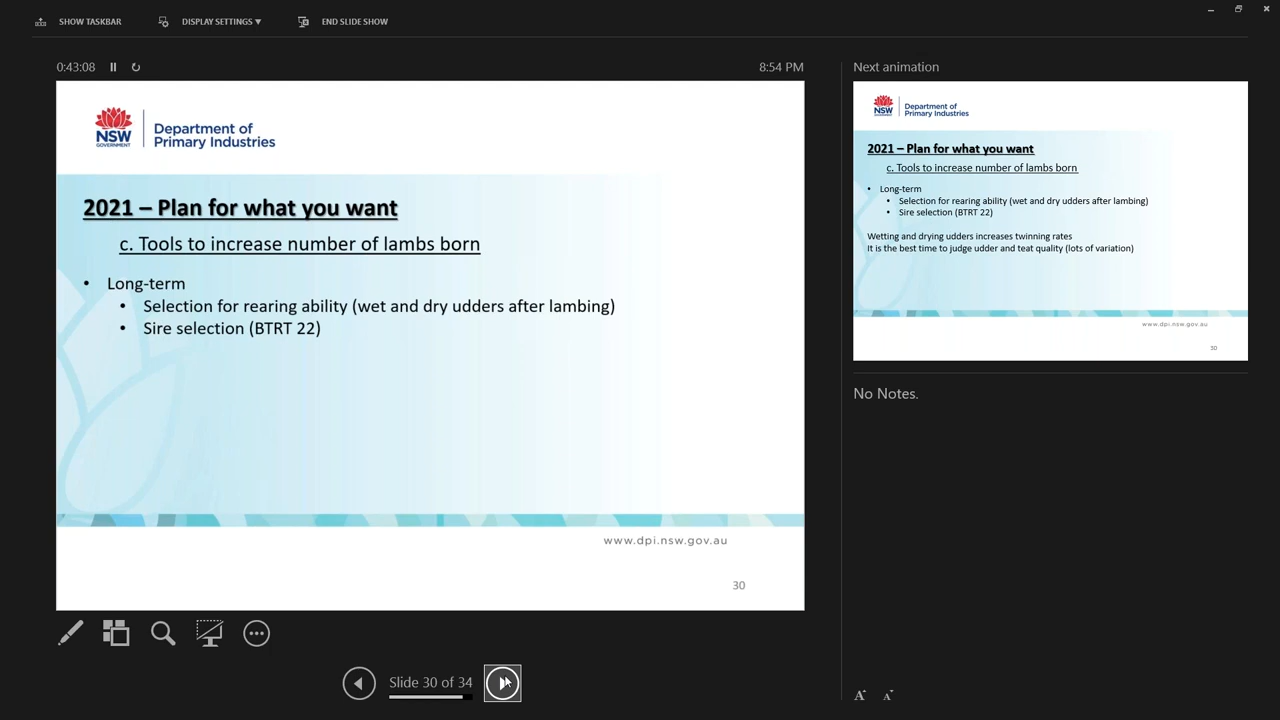 SHOW TASKBAR
DISPLAY SETTINGS ▼
END SLIDE SHOW
0:43:08
8:54 PM
NSW
GOVERNMENT
Department of
Primary Industries
2021 – Plan for what you want
c. Tools to increase number of lambs born
• Long-term
• Selection for rearing ability (wet and dry udders after lambing)
• Sire selection (BTRT 22)
www.dpi.nsw.gov.au
30
Slide 30 of 34
Next animation
NSW
GOVERNMENT
Department of
Primary Industries
2021 – Plan for what you want
c. Tools to increase number of lambs born
• Long-term
• Selection for rearing ability (wet and dry udders after lambing)
• Sire selection (BTRT 22)
Wetting and drying udders increases twinning rates
It is the best time to judge udder and teat quality (lots of variation)
www.dpi.nsw.gov.au
30
No Notes.
A A